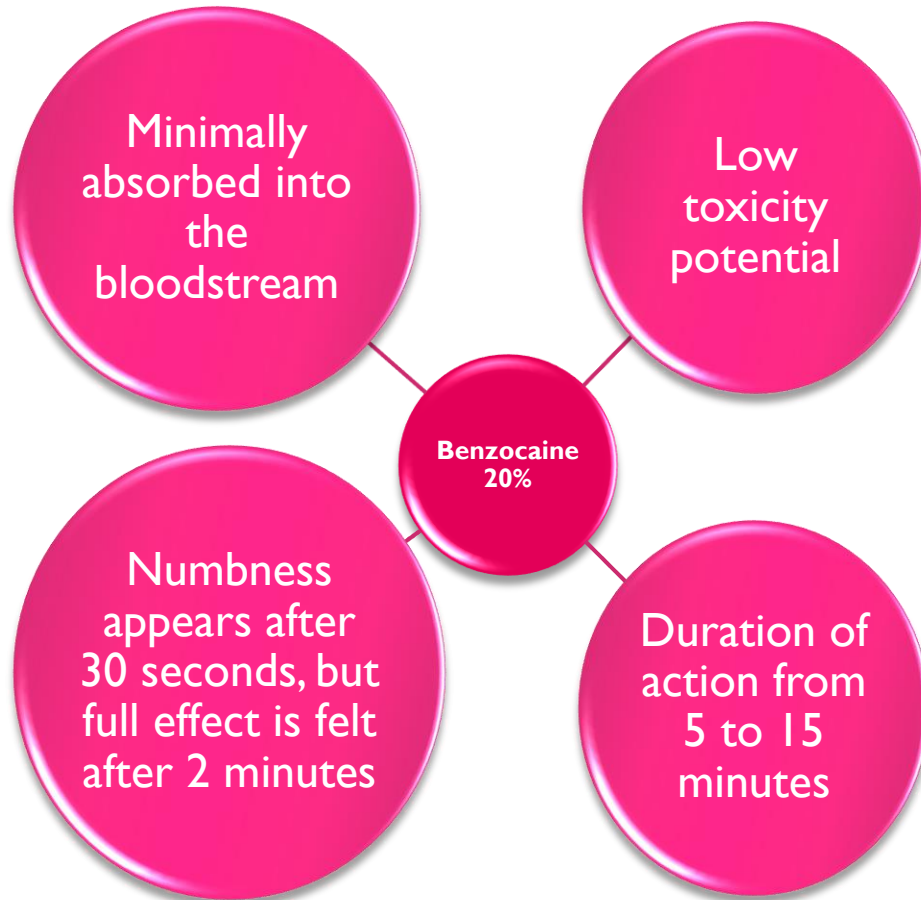 Minimally
absorbed into
the
bloodstream
Low
toxicity
potential
Benzocaine
20%
Numbness
appears after
30 seconds, but
full effect is felt
after 2 minutes
Duration of
action from
5 to 15
minutes